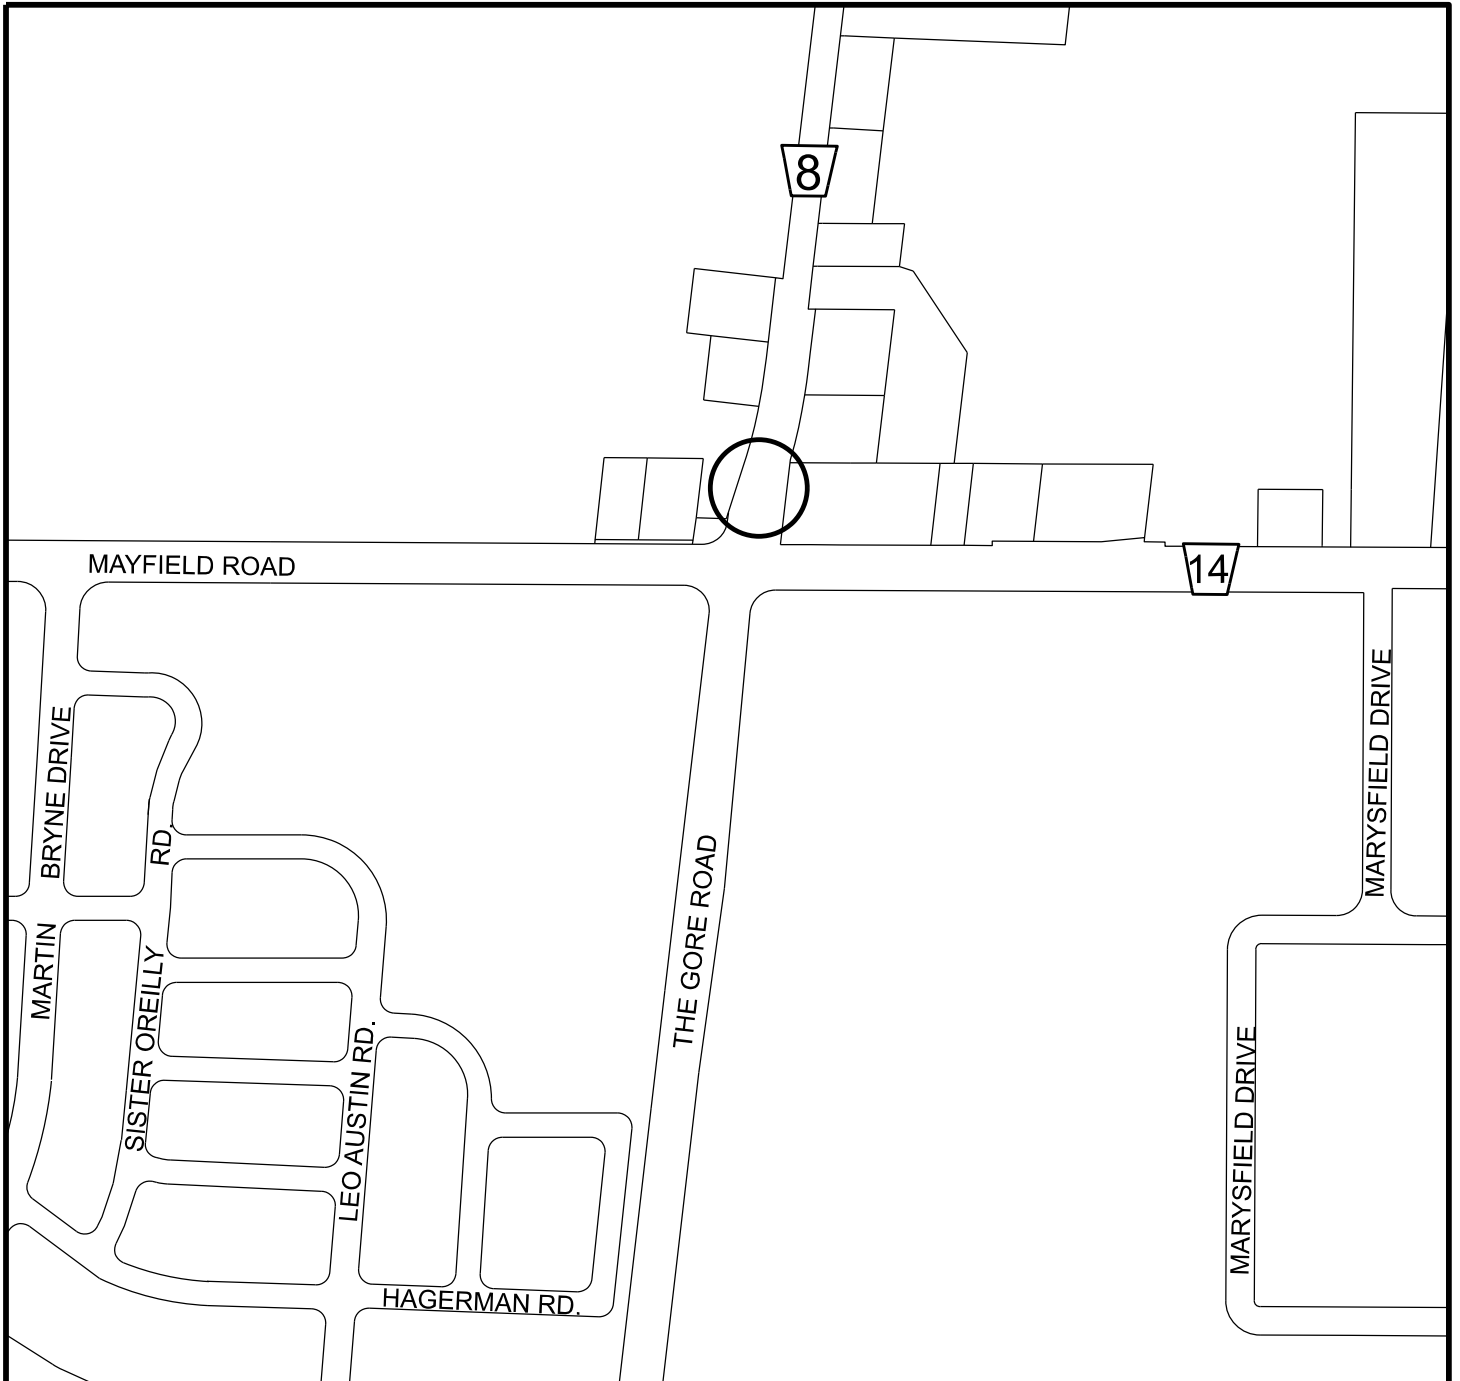 8
MAYFIELD ROAD
14
BRYNE DRIVE
MARYSFIELD DRIVE
RD.
THE GORE ROAD
MARTIN
SISTER OREILLY
LEO AUSTIN RD.
MARYSFIELD DRIVE
HAGERMAN RD.